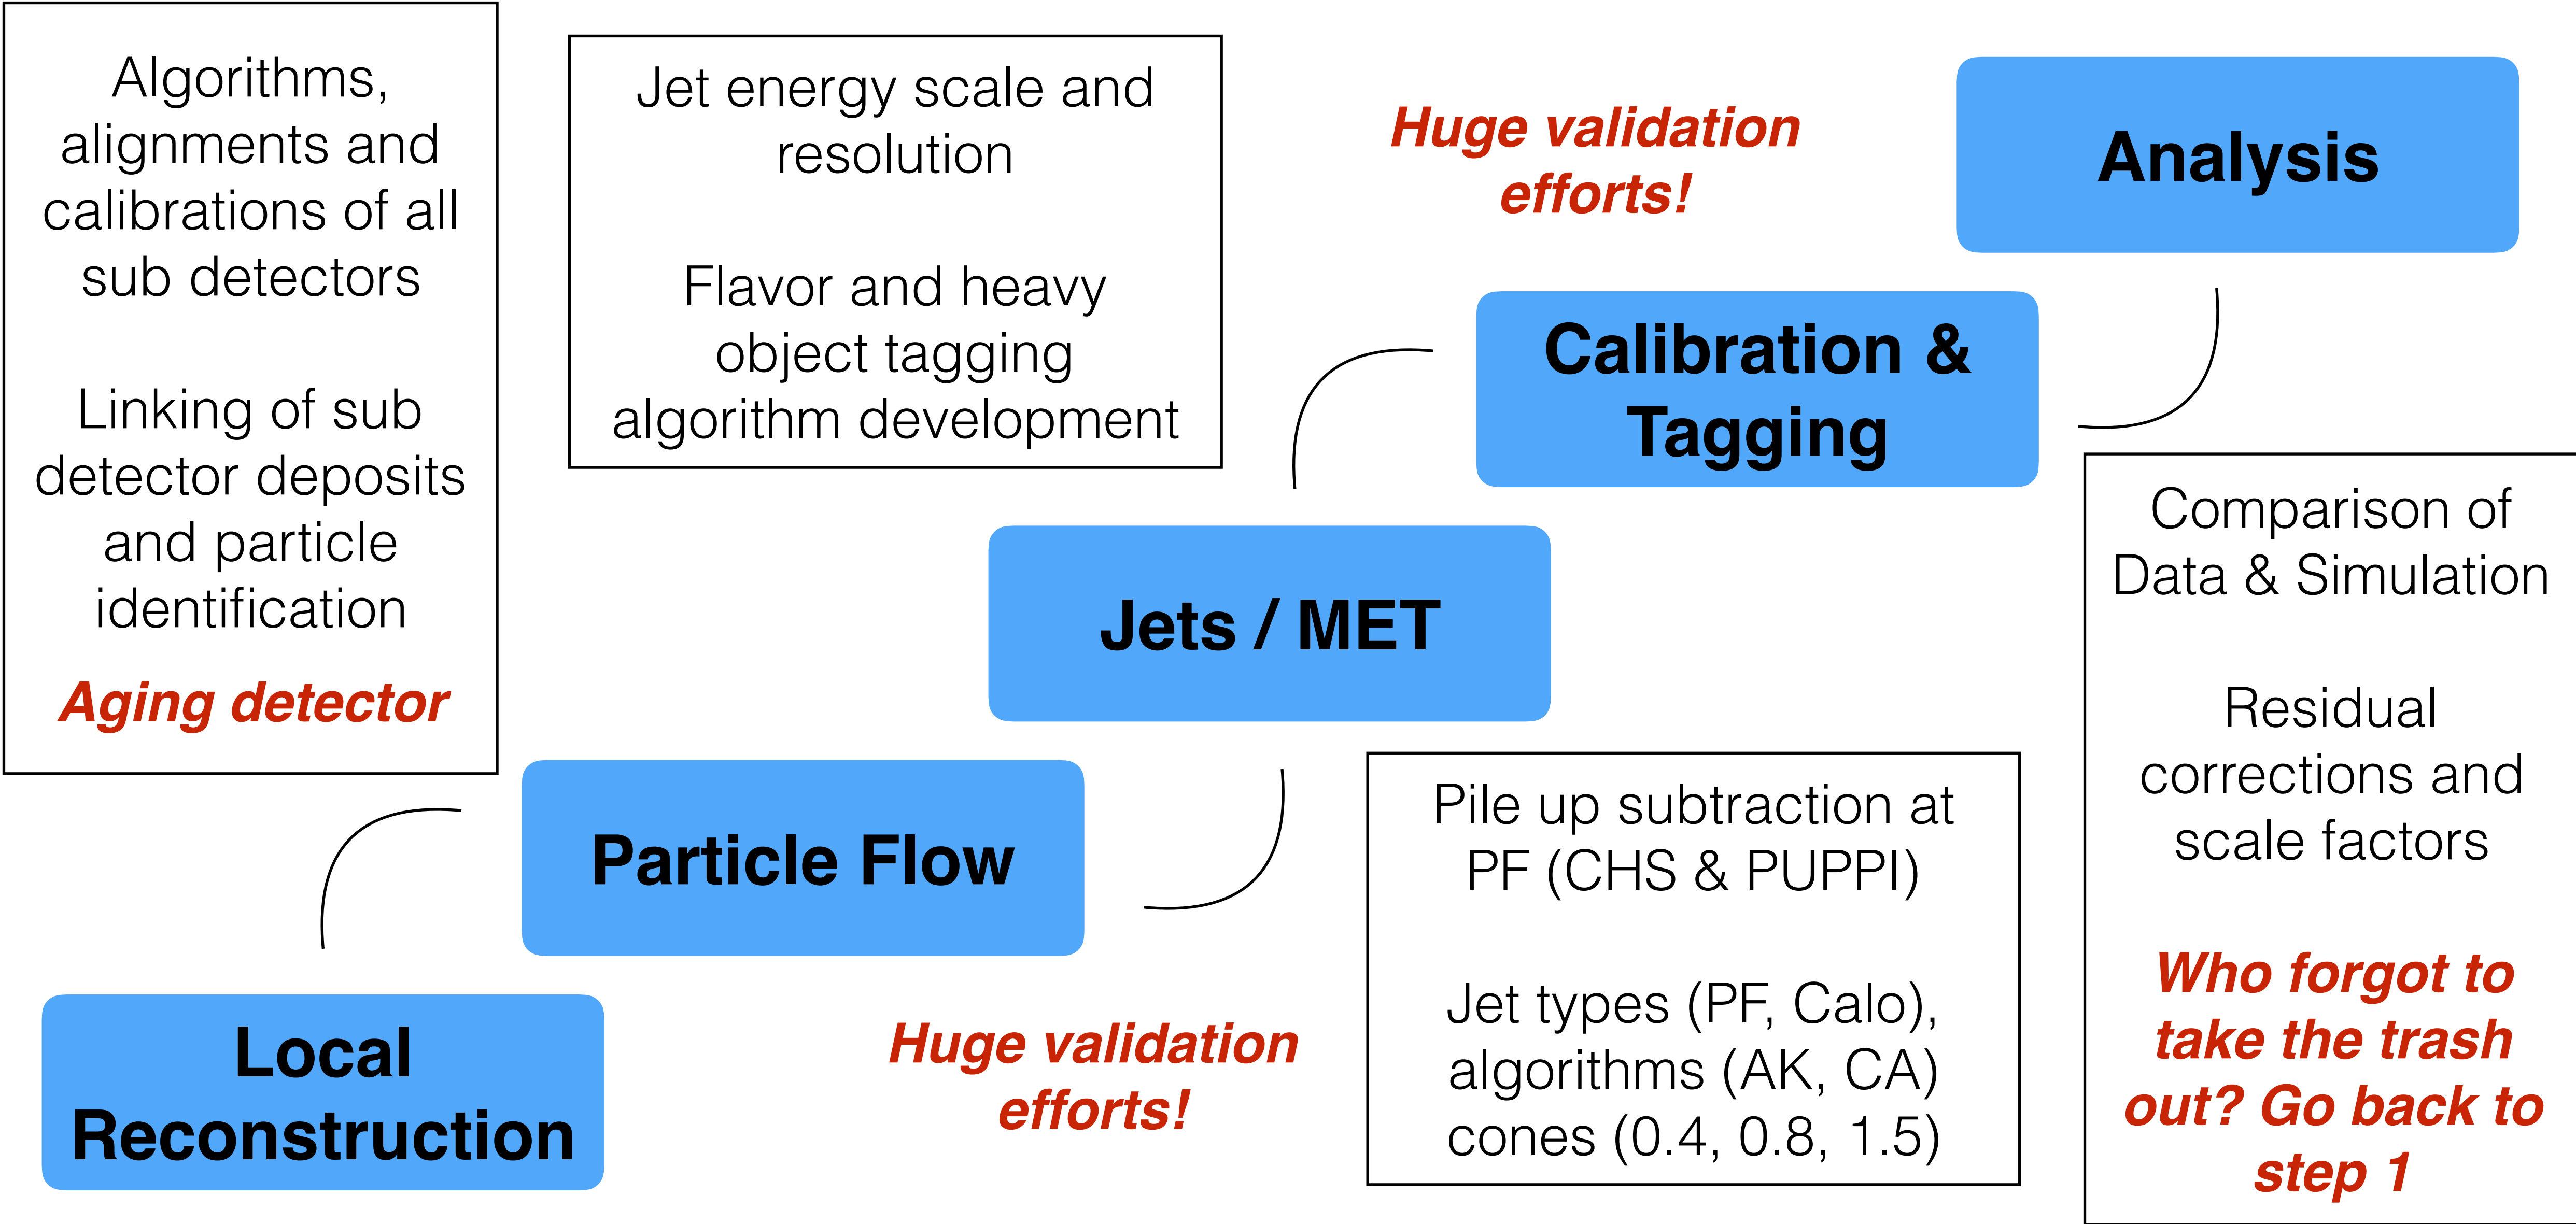 Algorithms,
alignments and
calibrations of all
sub detectors
Linking of sub
detector deposits
and particle
identification
Aging detector
Jet energy scale and
resolution
Flavor and heavy
object tagging
algorithm development
Huge validation
efforts!
Analysis
Calibration &
Tagging
Jets / MET
Particle Flow
Local
Reconstruction
Huge validation
efforts!
Pile up subtraction at
PF (CHS & PUPPI)
Jet types (PF, Calo),
algorithms (AK, CA)
cones (0.4, 0.8, 1.5)
Comparison of
Data & Simulation
Residual
corrections and
scale factors
Who forgot to
take the trash
out? Go back to
step 1